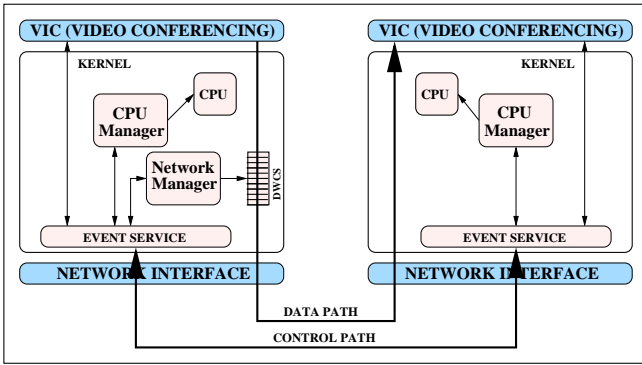 VIC (VIDEO CONFERENCING)
VIC (VIDEO CONFERENCING)
KERNEL
KERNEL
CPU
CPU
Manager
CPU
CPU
Manager
Network
Manager
DWCS
EVENT SERVICE
EVENT SERVICE
NETWORK INTERFACE
NETWORK INTERFACE
DATA PATH
CONTROL PATH